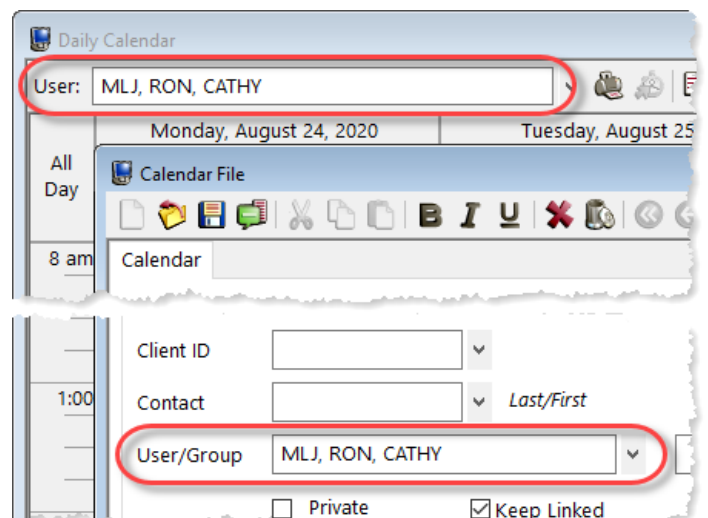 Daily Calendar
User: MLJ, RON, CATHY
Monday, August 24, 2020 Tuesday, August 25
All
Day
Calendar File
B I U
8 am
Calendar
Client ID
1:00
Contact Last/First
User/Group MLJ, RON, CATHY
Private Keep Linked